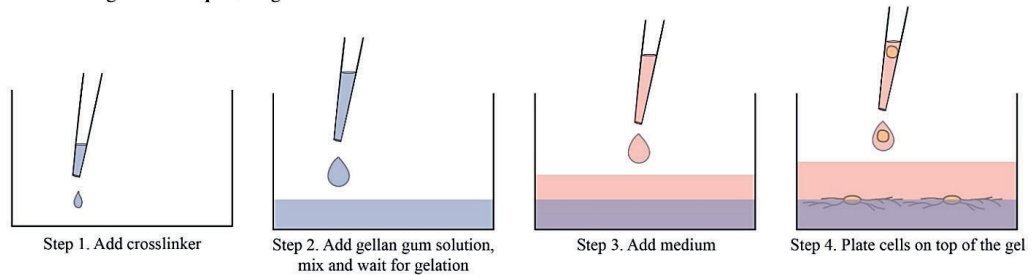 Step 1. Add crosslinker
Step 2. Add gellan gum solution,
mix and wait for gelation
Step 3. Add medium
Step 4. Plate cells on top of the gel